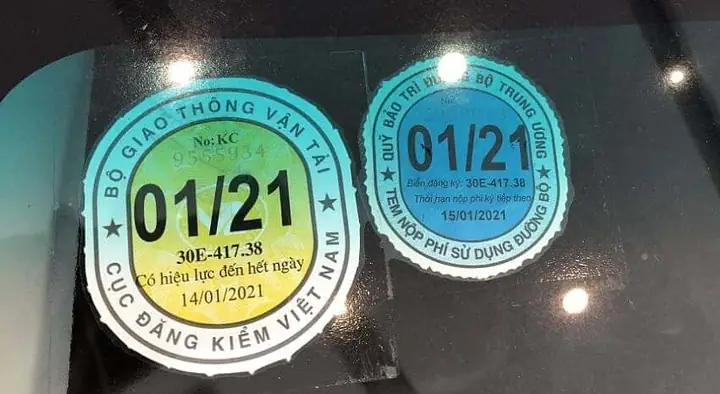 BỘ GIAO THÔNG VẬN TẢI
No: KC
9555934
01/21
30E-417.38
Có hiệu lực đến hết ngày
14/01/2021
CỤC ĐĂNG KIỂM VIỆT NAM
QUỸ BẢO TRÌ ĐƯỜNG BỘ TRUNG ƯƠNG
01/21
Biển đăng ký: 30E-417.38
Thời hạn nộp phí kỳ tiếp theo
15/01/2021
TEM NỘP PHÍ SỬ DỤNG ĐƯỜNG BỘ